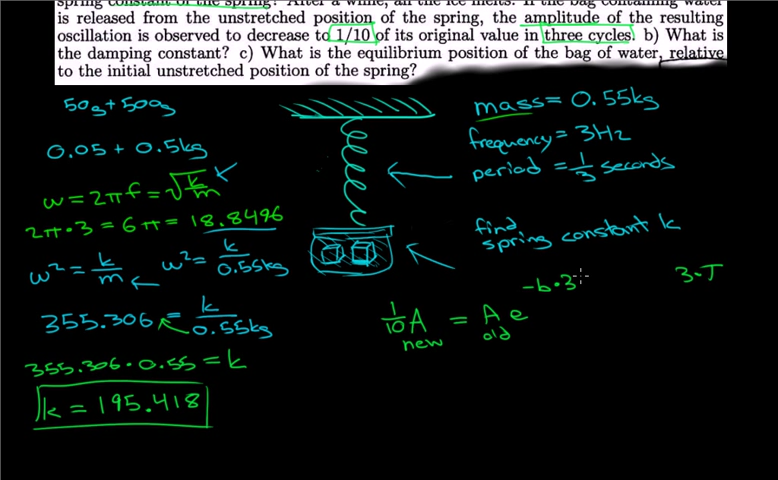 spring constant of the spring? After a while, all the ice melts. If the bag containing water
is released from the unstretched position of the spring, the amplitude of the resulting
oscillation is observed to decrease to 1/10 of its original value in three cycles. b) What is
the damping constant? c) What is the equilibrium position of the bag of water, relative
to the initial unstretched position of the spring?
50g + 500g
0.05 + 0.5kg
ω = 2πf = √k/m
2π·3 = 6π = 18.8496
ω² = k/m ω² = k/0.55kg
355.306 = k/0.55kg
355.306 · 0.55 = k
k = 195.418
mass = 0.55kg
frequency = 3Hz
period = 1/3 seconds
find
spring constant k
-b·3
3·T
1/10 A = A e
new old